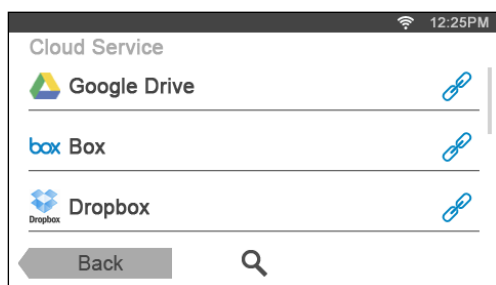 12:25PM
Cloud Service
Google Drive
box Box
Dropbox Dropbox
Back